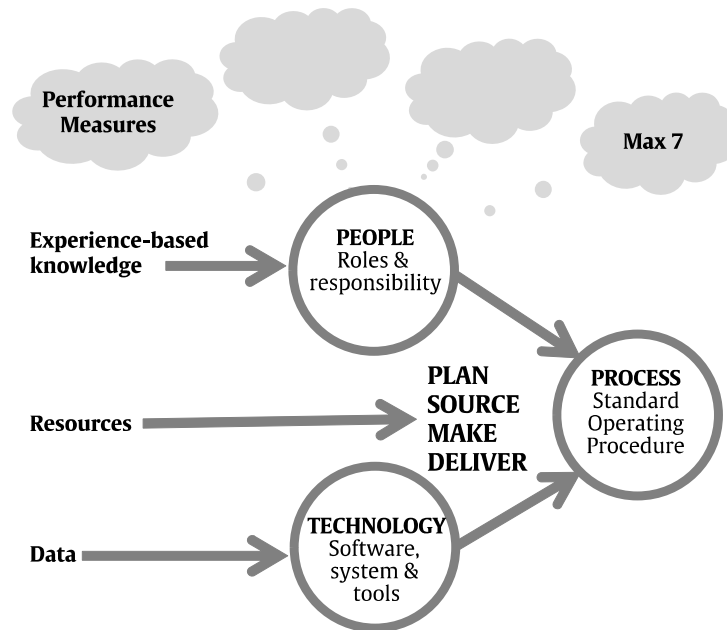 Performance
Measures
Max 7
Experience-based
knowledge
PEOPLE
Roles &
responsibility
Resources
PLAN
SOURCE
MAKE
DELIVER
PROCESS
Standard
Operating
Procedure
Data
TECHNOLOGY
Software,
system &
tools